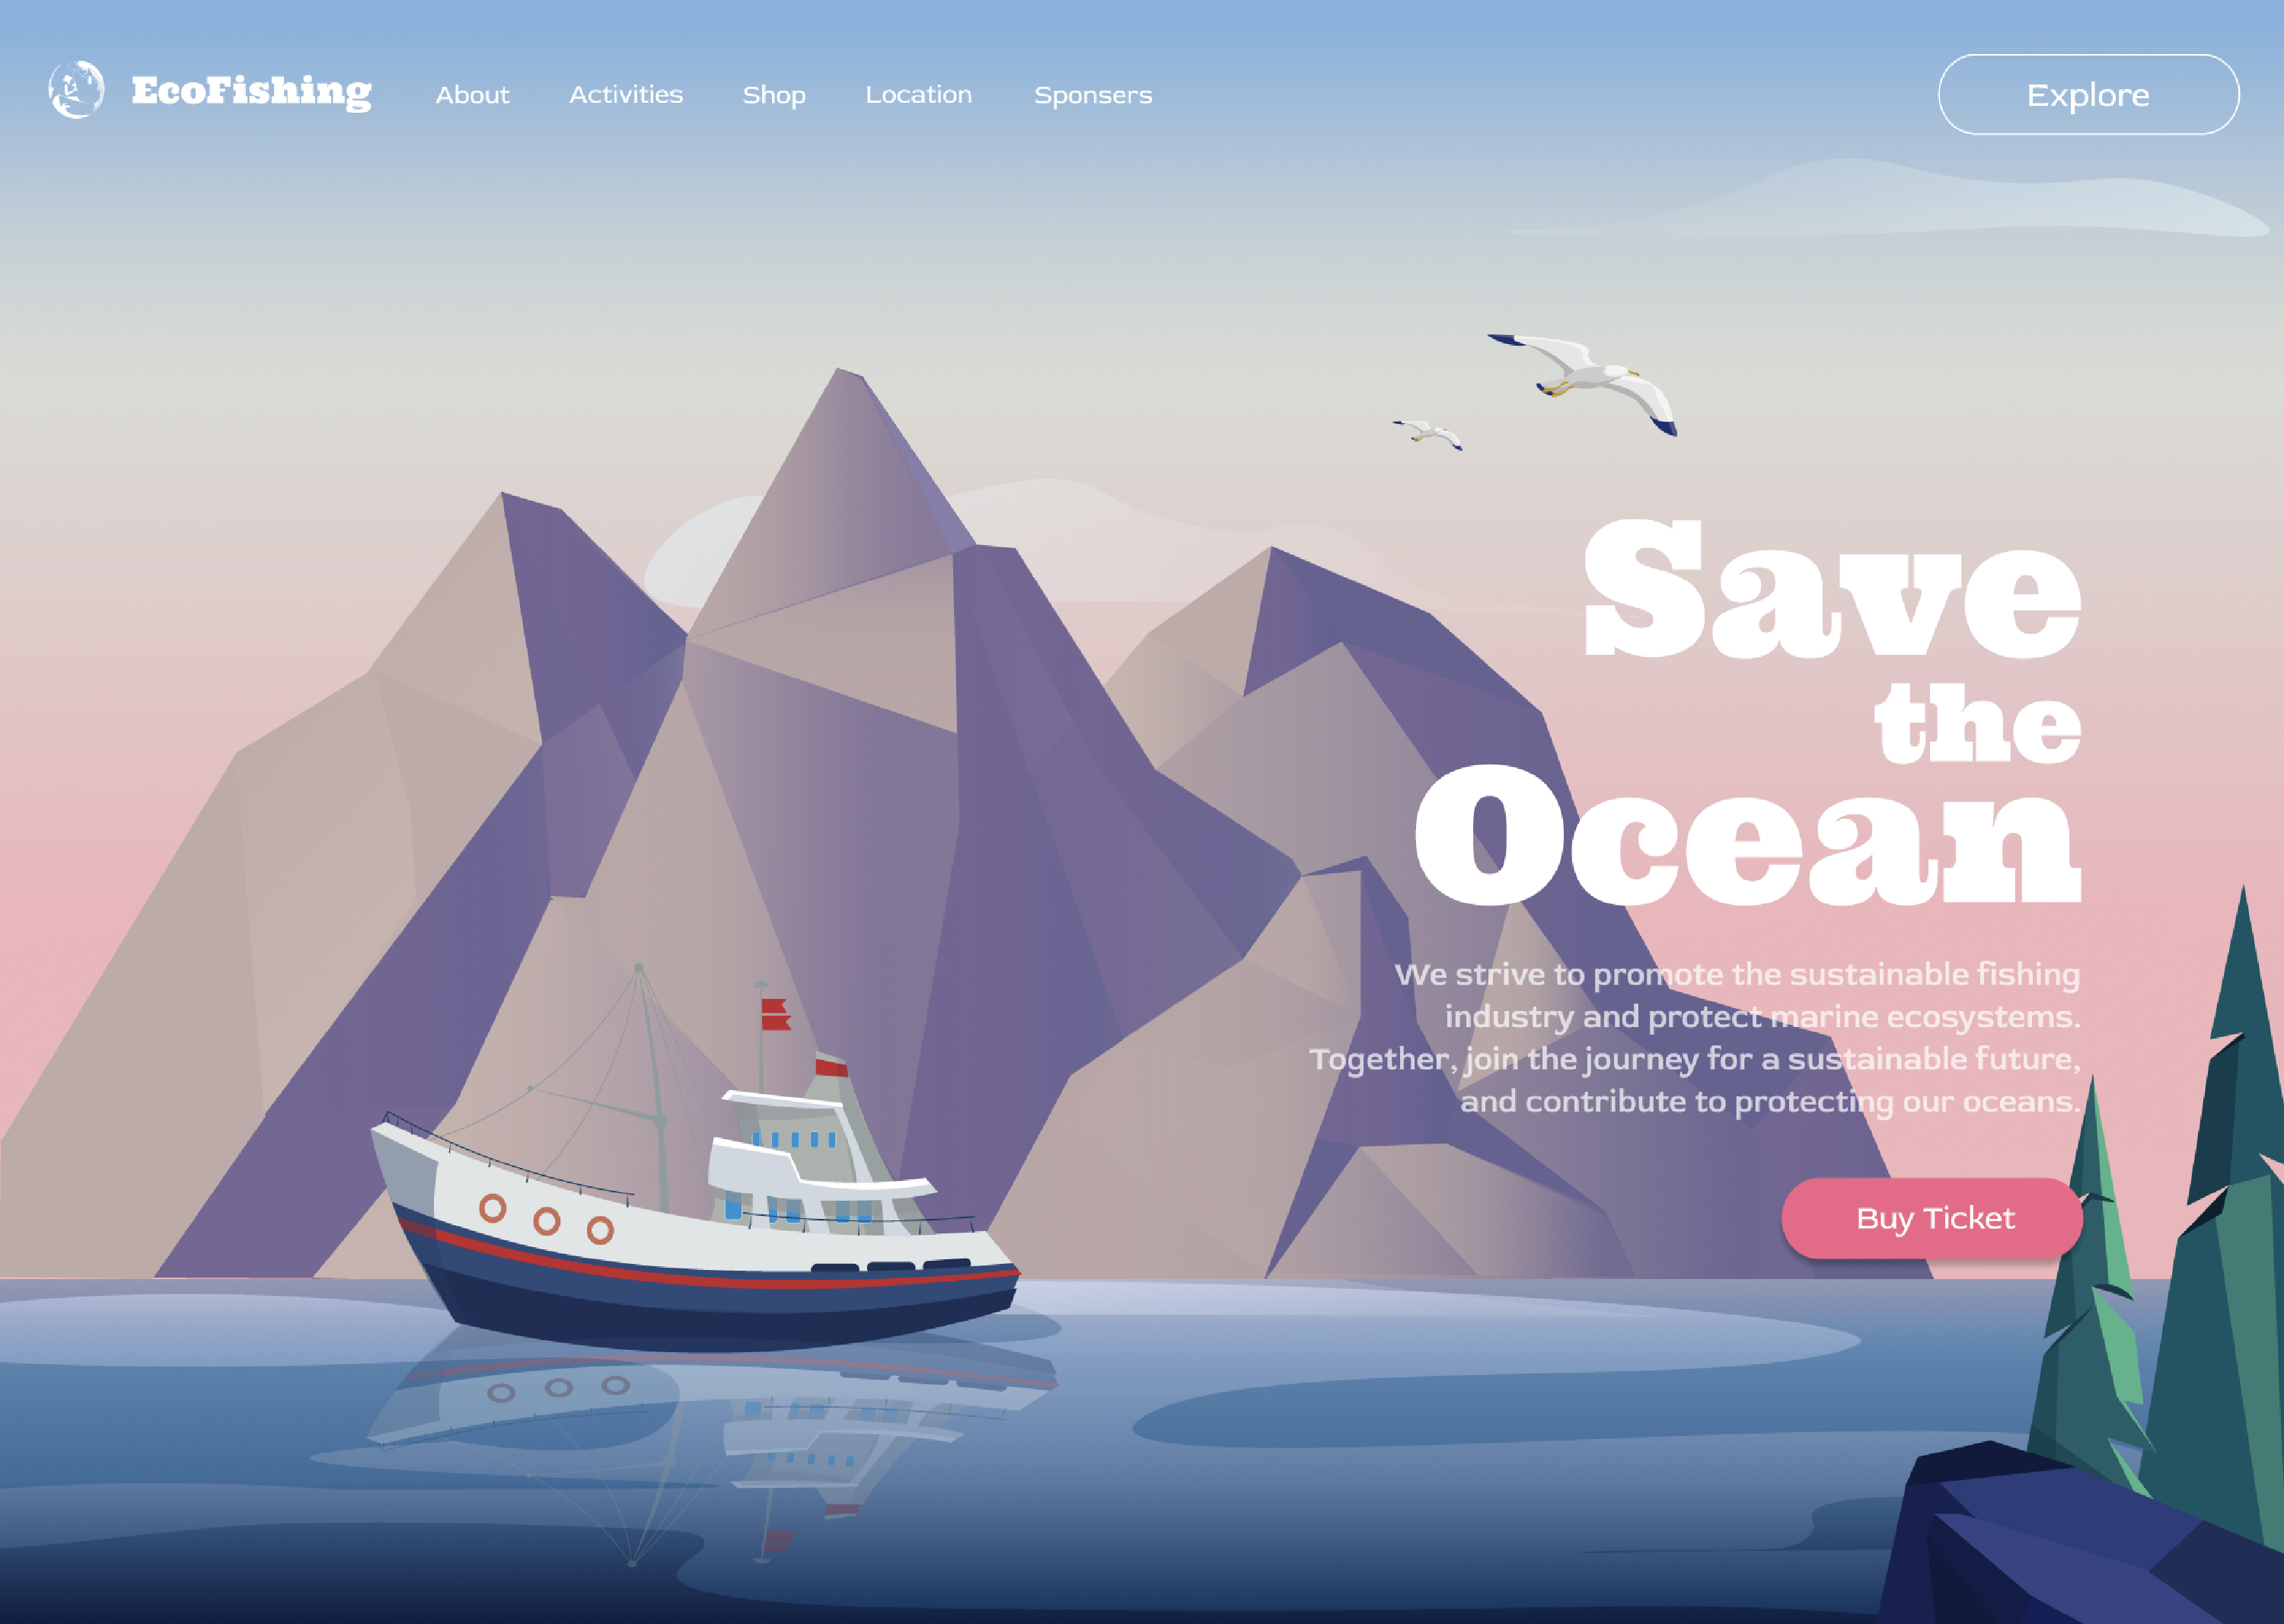 EcoFishing About Activities Shop Location Sponsers Explore
Save
the
Ocean
We strive to promote the sustainable fishing
industry and protect marine ecosystems.
Together, join the journey for a sustainable future,
and contribute to protecting our oceans.
Buy Ticket